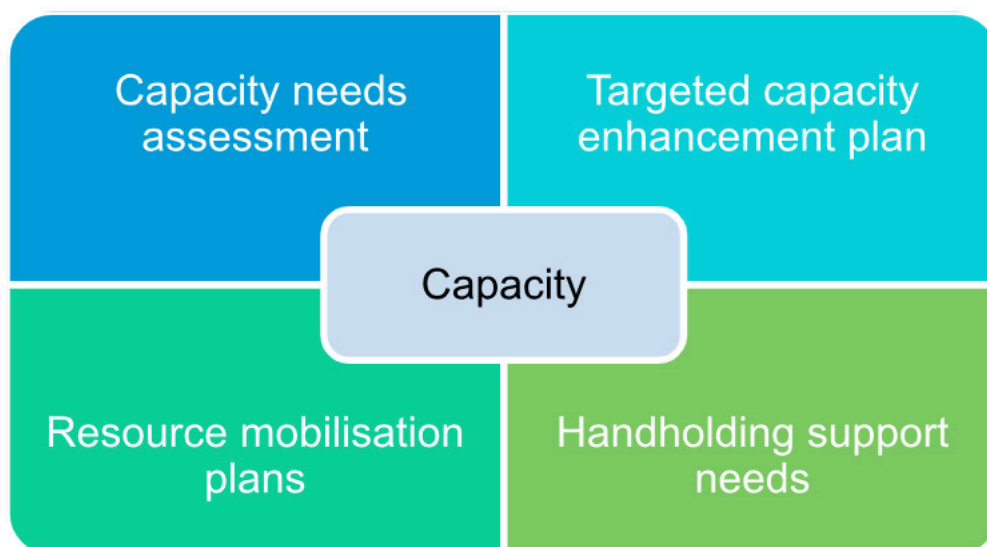 Capacity needs
assessment
Targeted capacity
enhancement plan
Capacity
Resource mobilisation
plans
Handholding support
needs